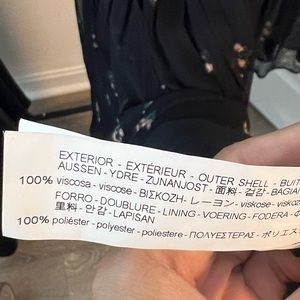 EXTERIOR - EXTÉRIEUR - OUTER SHELL - BUIT
AUSSEN - YDRE - ZUNANJOST - 面料 - 겉감 - BAGIAN
100% viscosa - viscose - ΒΙΣΚΟΖΗ - レーヨン - viskose - viskoz
FORRO - DOUBLURE - LINING - VOERING - FODERA - Φ
里料 - 안감 - LAPISAN
100% poliéster - polyester - poliestere - ΠΟΛΥΕΣΤΕΡΑΣ - ポリエス